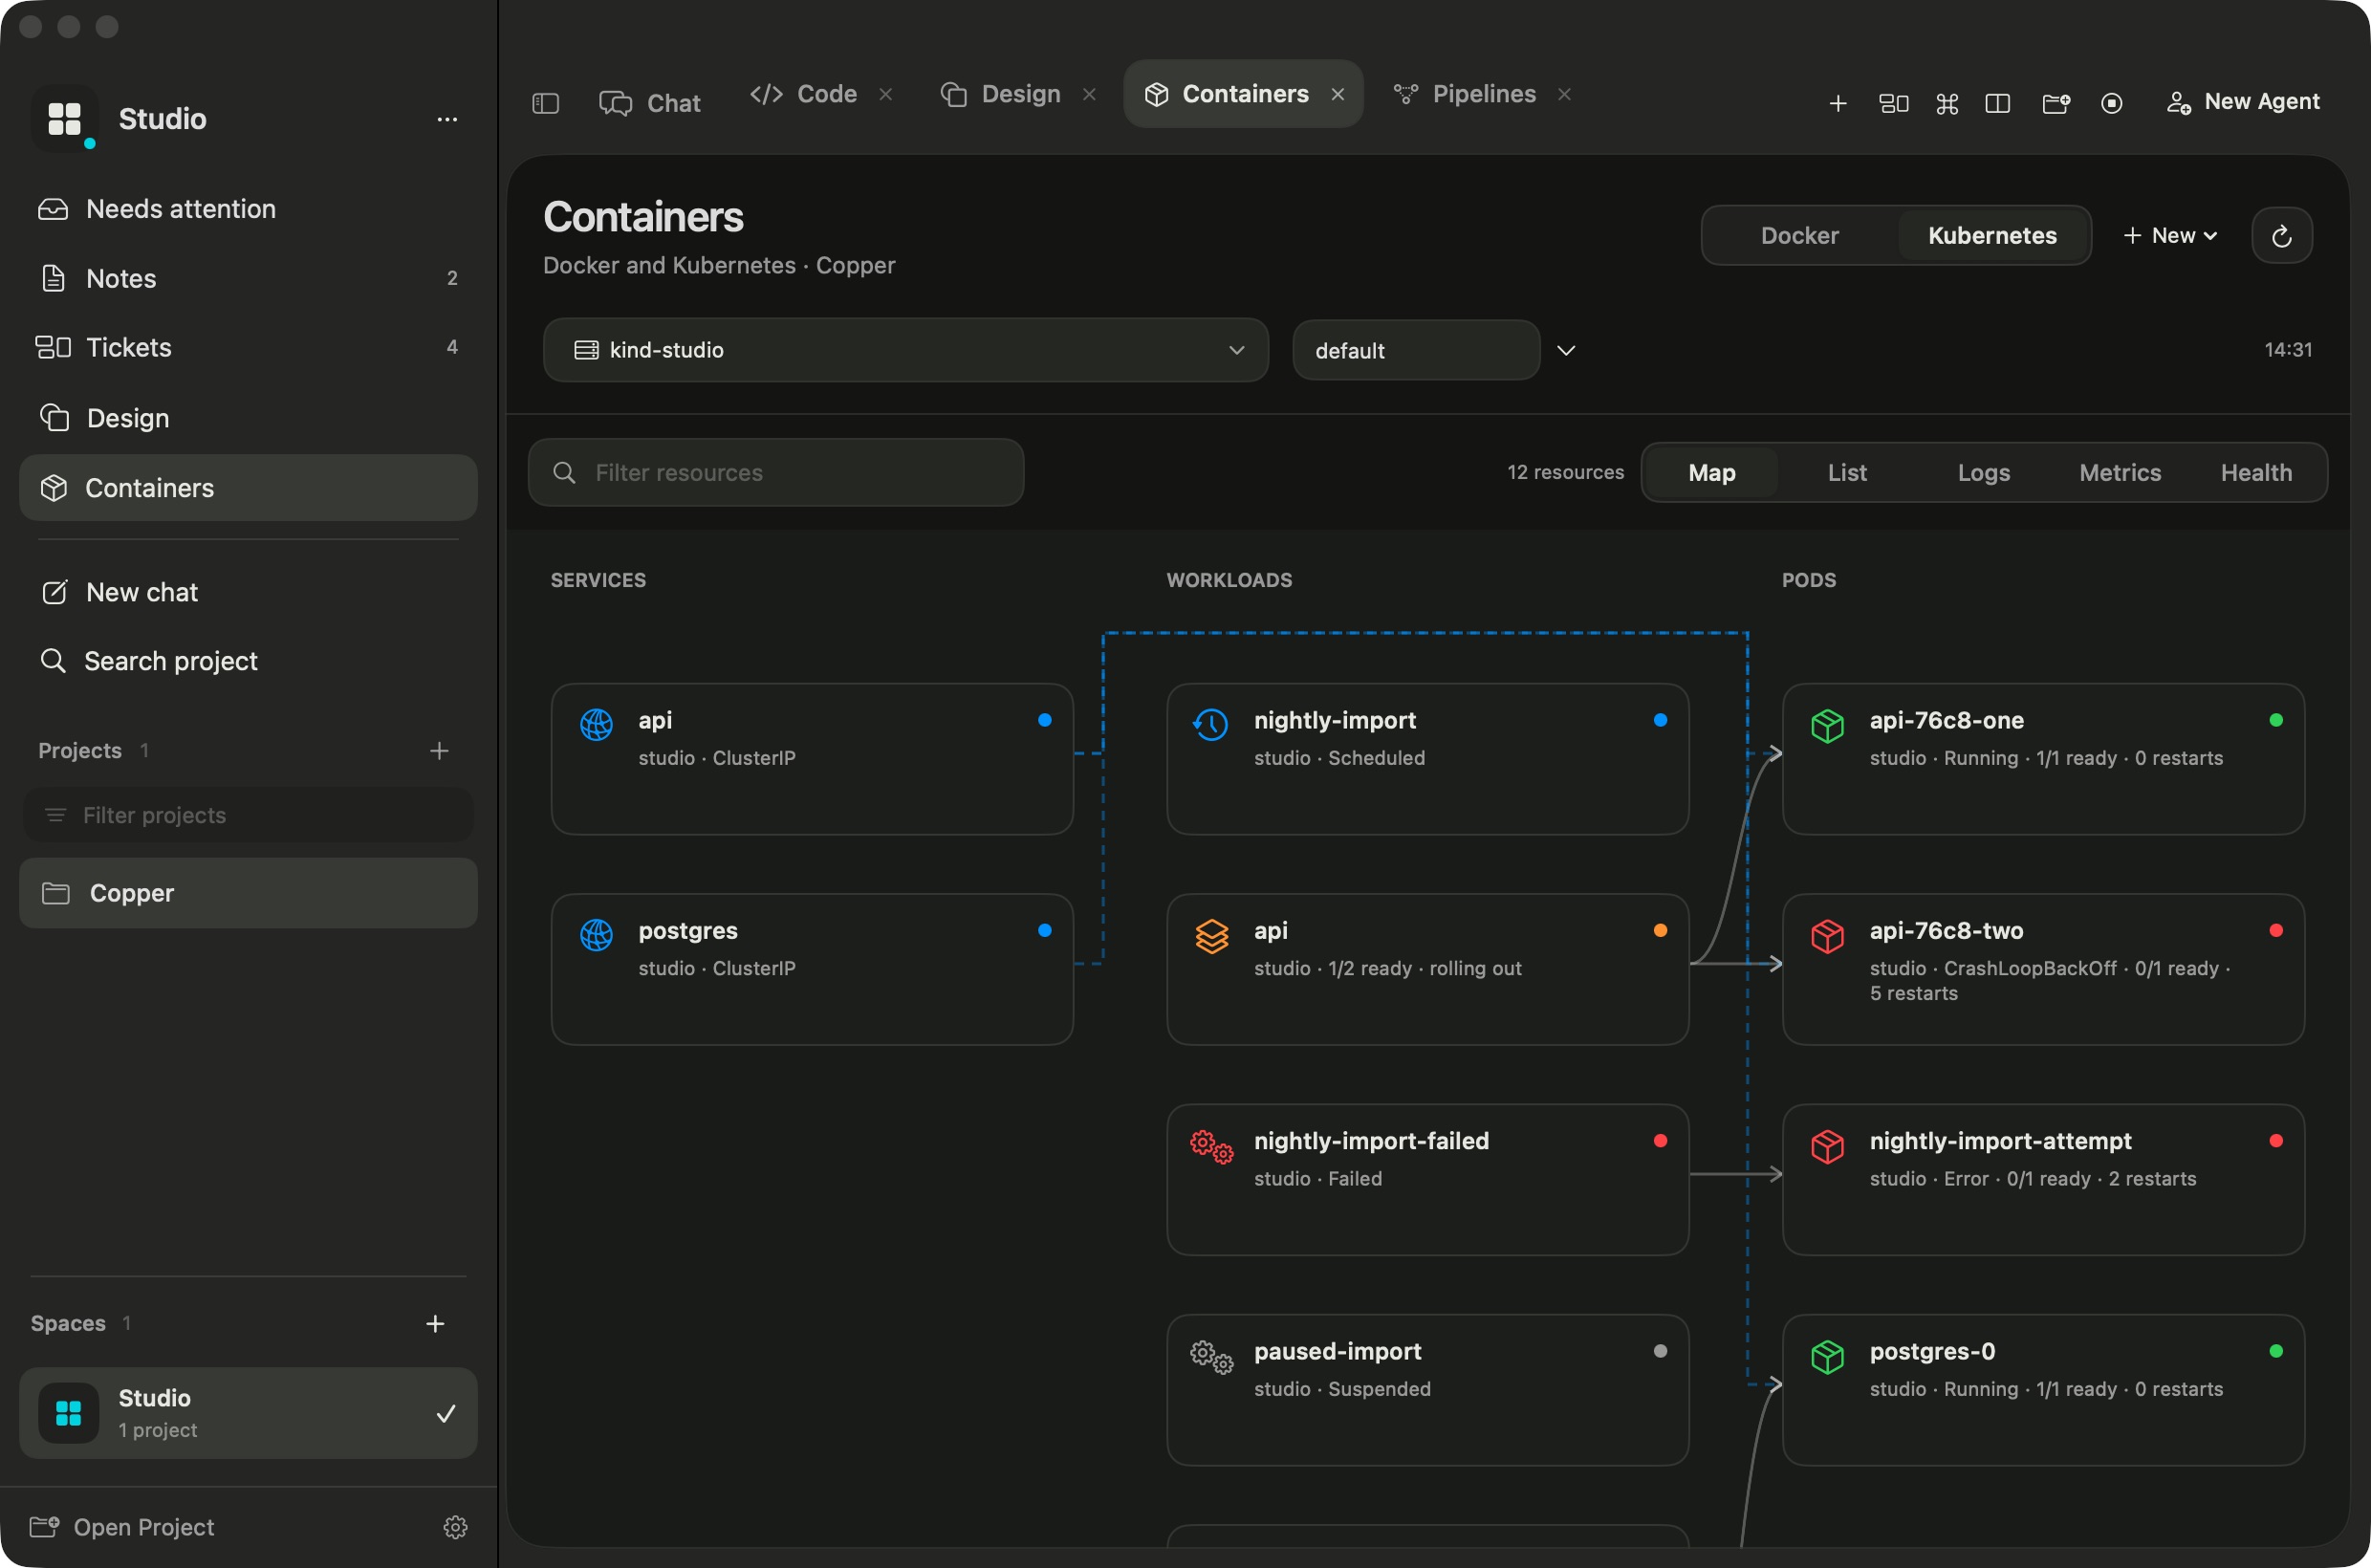 Studio
Needs attention
Notes 2
Tickets 4
Design
Containers
New chat
Search project
Projects 1
Filter projects
Copper
Spaces 1
Studio
1 project
Open Project
Chat
Code
Design
Containers
Pipelines
New Agent
Containers
Docker and Kubernetes · Copper
Docker
Kubernetes
New
kind-studio
default
14:31
Filter resources
12 resources
Map
List
Logs
Metrics
Health
SERVICES
WORKLOADS
PODS
api
studio · ClusterIP
nightly-import
studio · Scheduled
api-76c8-one
studio · Running · 1/1 ready · 0 restarts
postgres
studio · ClusterIP
api
studio · 1/2 ready · rolling out
api-76c8-two
studio · CrashLoopBackOff · 0/1 ready ·
5 restarts
nightly-import-failed
studio · Failed
nightly-import-attempt
studio · Error · 0/1 ready · 2 restarts
paused-import
studio · Suspended
postgres-0
studio · Running · 1/1 ready · 0 restarts